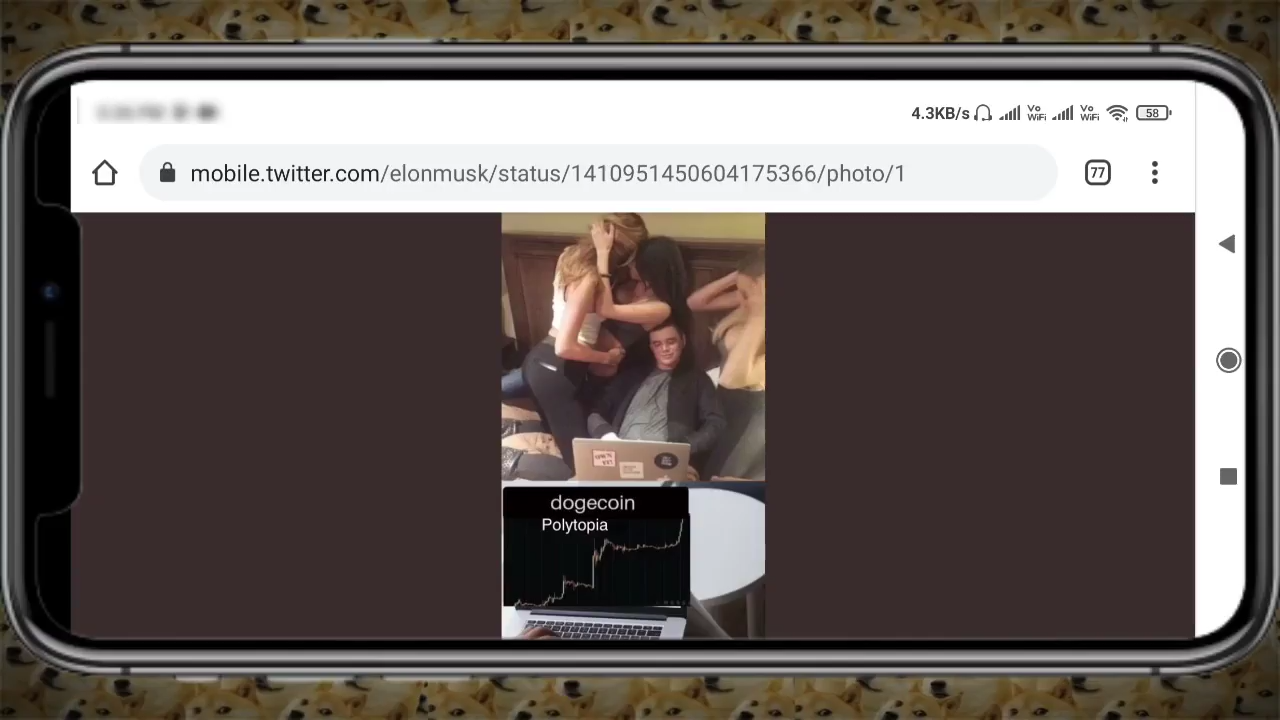 4.3KB/s Vo WiFi Vo WiFi 58
mobile.twitter.com/elonmusk/status/1410951450604175366/photo/1
77
dogecoin
Polytopia